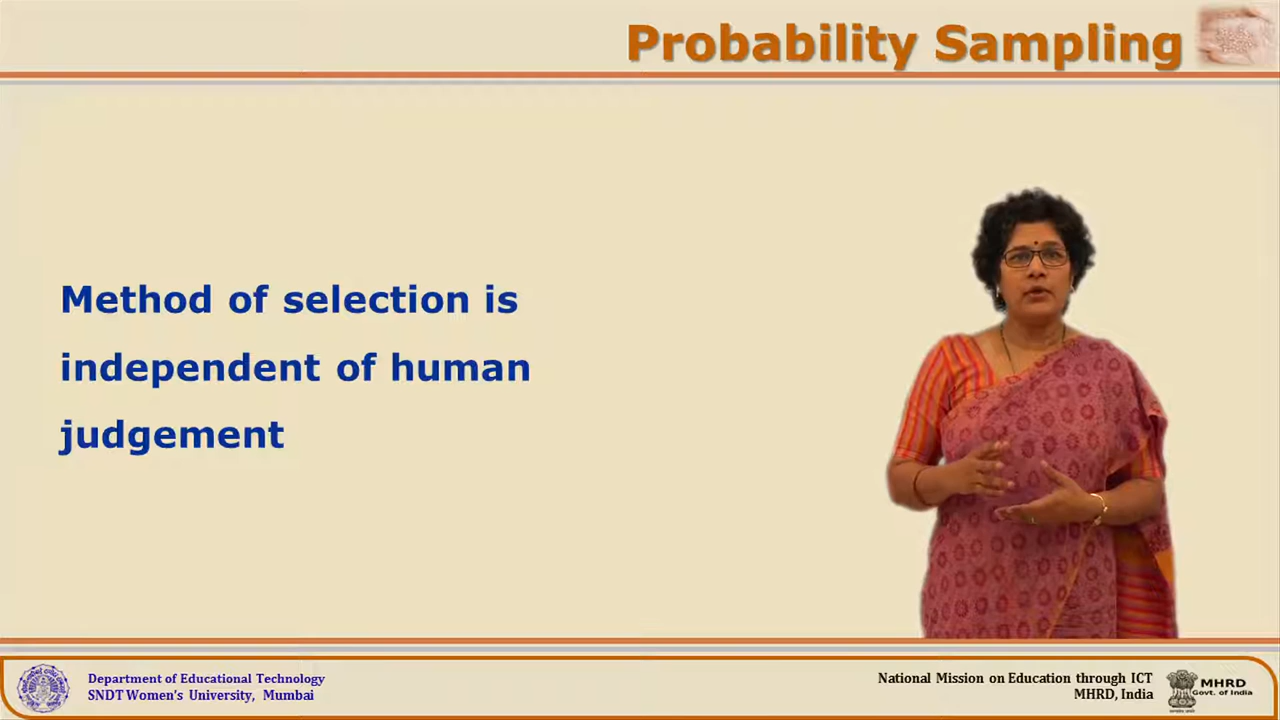 Probability Sampling
Method of selection is
independent of human
judgement
Department of Educational Technology
SNDT Women's University, Mumbai
National Mission on Education through ICT
MHRD, India
MHRD
Govt. of India